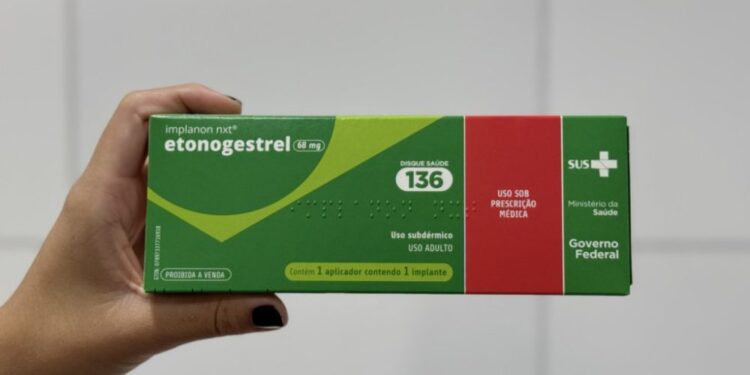 implanon nxt®
etonogestrel 68 mg
DISQUE SAÚDE
136
Uso subdérmico
USO ADULTO
Contém 1 aplicador contendo 1 implante
PROIBIDA A VENDA
USO SOB
PRESCRIÇÃO
MÉDICA
SUS
Ministério da
Saúde
Governo
Federal